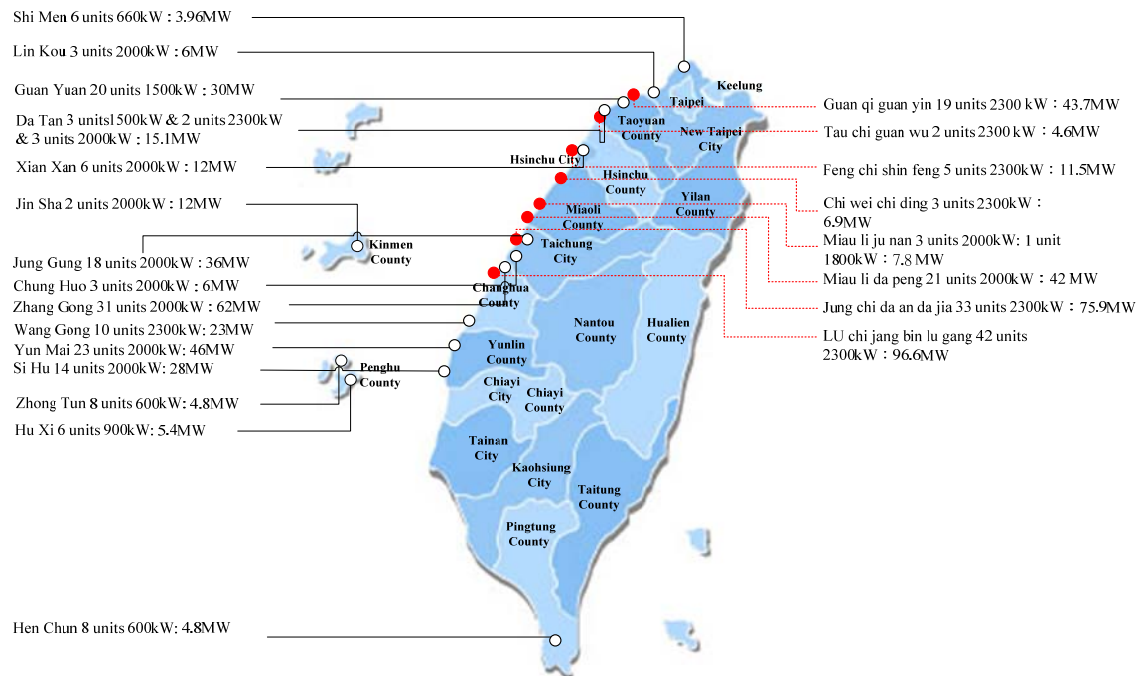 Shi Men 6 units 660kW : 3.96MW
Lin Kou 3 units 2000kW : 6MW
Guan Yuan 20 units 1500kW : 30MW
Da Tan 3 units1500kW & 2 units 2300kW
& 3 units 2000kW : 15.1MW
Xian Xan 6 units 2000kW : 12MW
Jin Sha 2 units 2000kW : 12MW
Jung Gung 18 units 2000kW : 36MW
Chung Huo 3 units 2000kW : 6MW
Zhang Gong 31 units 2000kW : 62MW
Wang Gong 10 units 2300kW: 23MW
Yun Mai 23 units 2000kW: 46MW
Si Hu 14 units 2000kW: 28MW
Zhong Tun 8 units 600kW: 4.8MW
Hu Xi 6 units 900kW: 5.4MW
Hen Chun 8 units 600kW: 4.8MW
Keelung
Taipei
Taoyuan
County
New Taipei
City
Hsinchu City
Hsinchu
County
Yilan
County
Miaoli
County
Kinmen
County
Taichung
City
Changhua
County
Nantou
County
Hualien
County
Yunlin
County
Penghu
County
Chiayi
City
Chiayi
County
Tainan
City
Kaohsiung
City
Taitung
County
Pingtung
County
Guan qi guan yin 19 units 2300 kW：43.7MW
Tau chi guan wu 2 units 2300 kW：4.6MW
Feng chi shin feng 5 units 2300kW：11.5MW
Chi wei chi ding 3 units 2300kW：
6.9MW
Miau li ju nan 3 units 2000kW: 1 unit
1800kW：7.8 MW
Miau li da peng 21 units 2000kW：42 MW
Jung chi da an da jia 33 units 2300kW：75.9MW
LU chi jang bin lu gang 42 units
2300kW：96.6MW